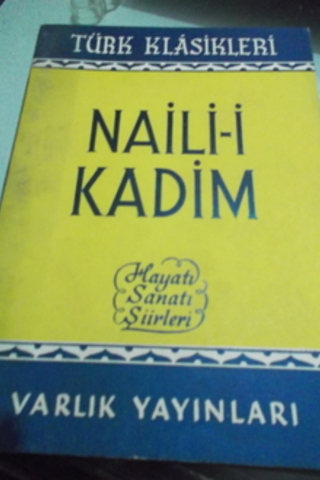 TÜRK KLÂSİKLERİ
NAİLİ-İ
KADİM
Hayatı
Sanatı
Şiirleri
VARLIK YAYINLARI